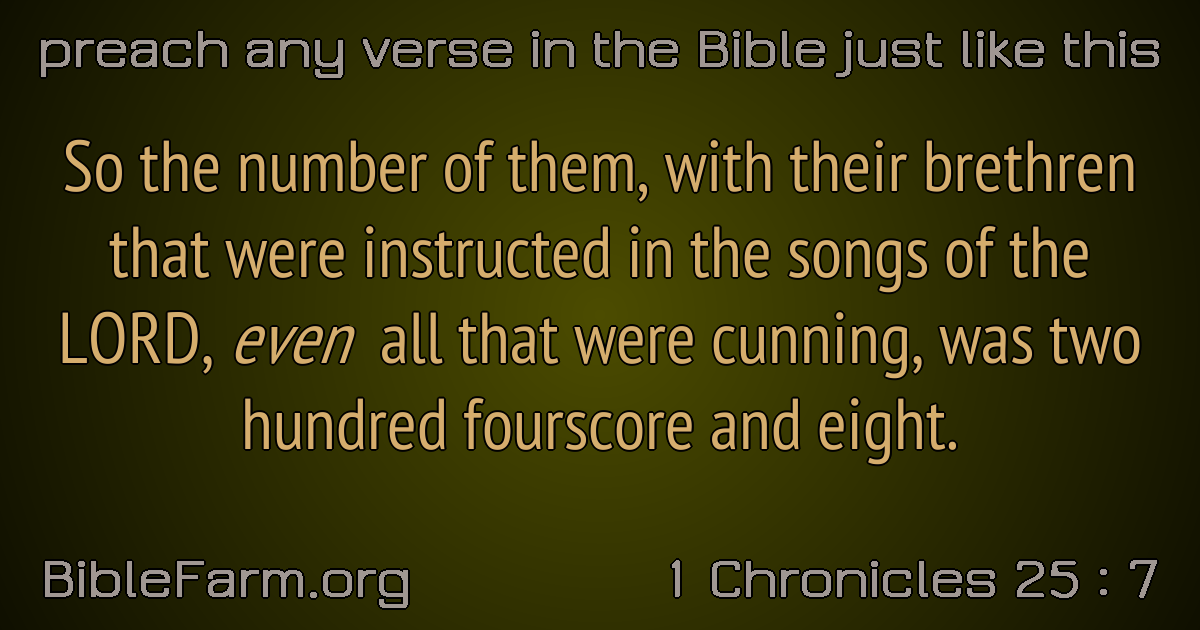 preach any verse in the Bible just like this
So the number of them, with their brethren
that were instructed in the songs of the
LORD, even all that were cunning, was two
hundred fourscore and eight.
BibleFarm.org
1 Chronicles 25 : 7